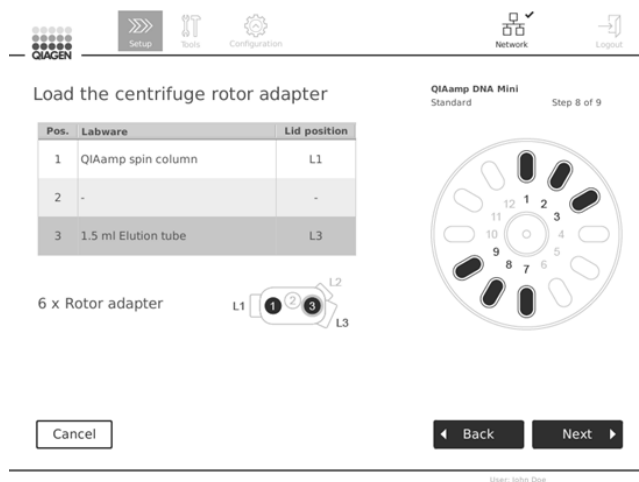 QIAGEN
Setup
Tools
Configuration
Network
Logout
Load the centrifuge rotor adapter
QIAamp DNA Mini
Standard Step 8 of 9
Pos. Labware Lid position
1 QIAamp spin column L1
2 - -
3 1.5 ml Elution tube L3
12 1 2
11 3
10 4
9 5
8 7 6
6 x Rotor adapter
L1 1 2 3 L2
L3
Cancel
Back
Next
User: John Doe